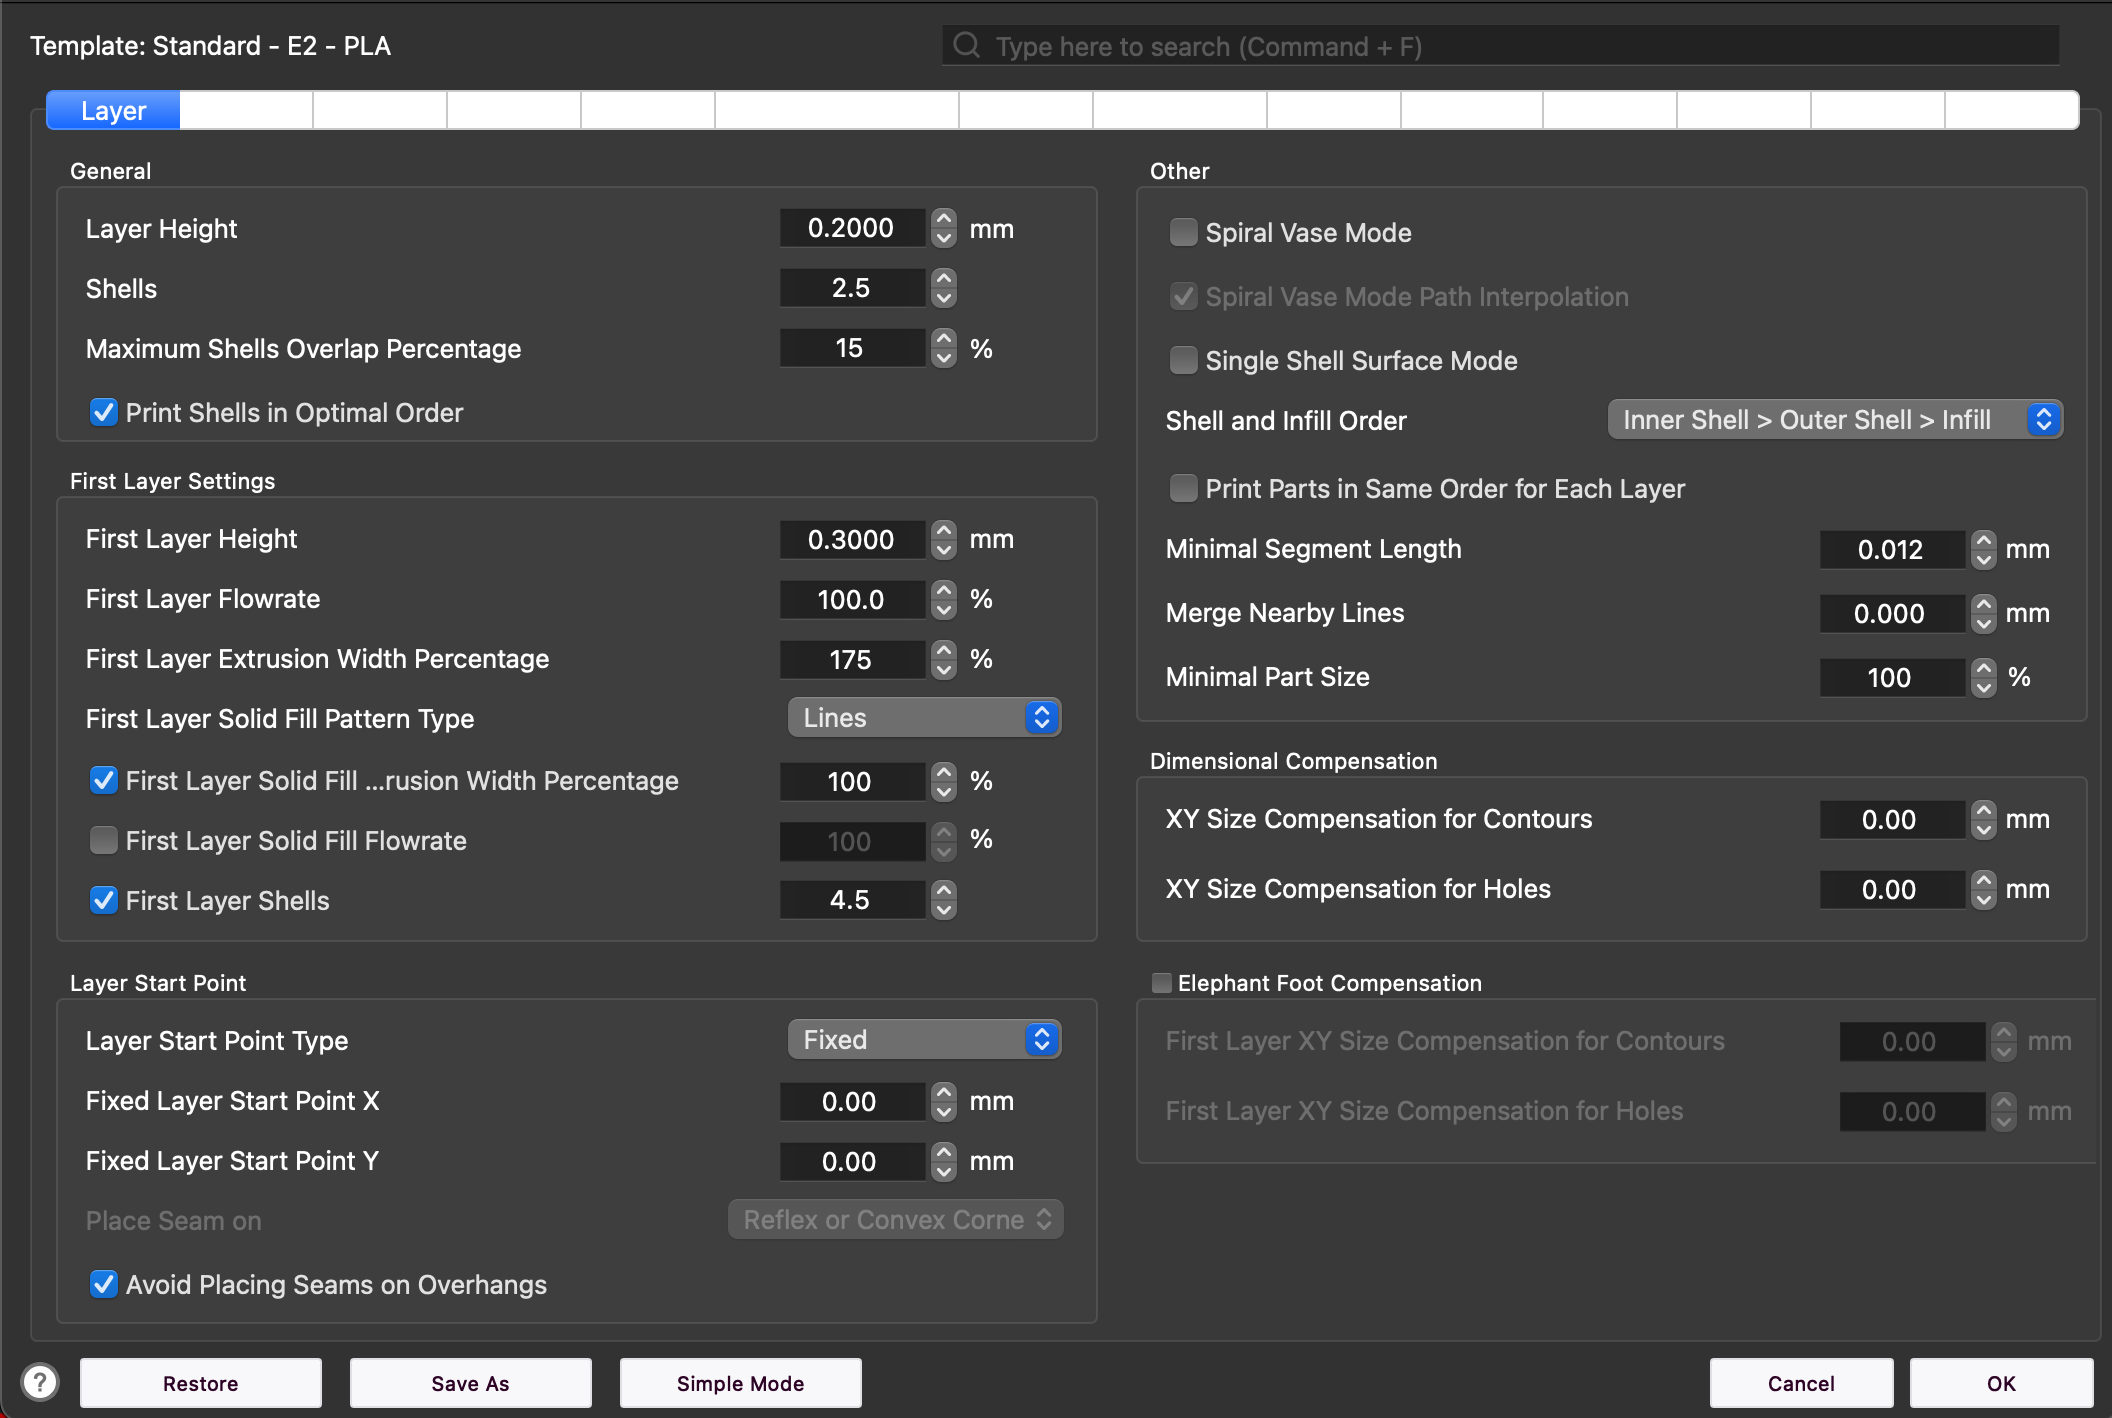 Template: Standard - E2 - PLA
Type here to search (Command + F)
Layer
General
Layer Height 0.2000 mm
Shells 2.5
Maximum Shells Overlap Percentage 15 %
Print Shells in Optimal Order
First Layer Settings
First Layer Height 0.3000 mm
First Layer Flowrate 100.0 %
First Layer Extrusion Width Percentage 175 %
First Layer Solid Fill Pattern Type Lines
First Layer Solid Fill ...rusion Width Percentage 100 %
First Layer Solid Fill Flowrate 100 %
First Layer Shells 4.5
Layer Start Point
Layer Start Point Type Fixed
Fixed Layer Start Point X 0.00 mm
Fixed Layer Start Point Y 0.00 mm
Place Seam on Reflex or Convex Corne
Avoid Placing Seams on Overhangs
Other
Spiral Vase Mode
Spiral Vase Mode Path Interpolation
Single Shell Surface Mode
Shell and Infill Order Inner Shell > Outer Shell > Infill
Print Parts in Same Order for Each Layer
Minimal Segment Length 0.012 mm
Merge Nearby Lines 0.000 mm
Minimal Part Size 100 %
Dimensional Compensation
XY Size Compensation for Contours 0.00 mm
XY Size Compensation for Holes 0.00 mm
Elephant Foot Compensation
First Layer XY Size Compensation for Contours 0.00 mm
First Layer XY Size Compensation for Holes 0.00 mm
? Restore Save As Simple Mode Cancel OK